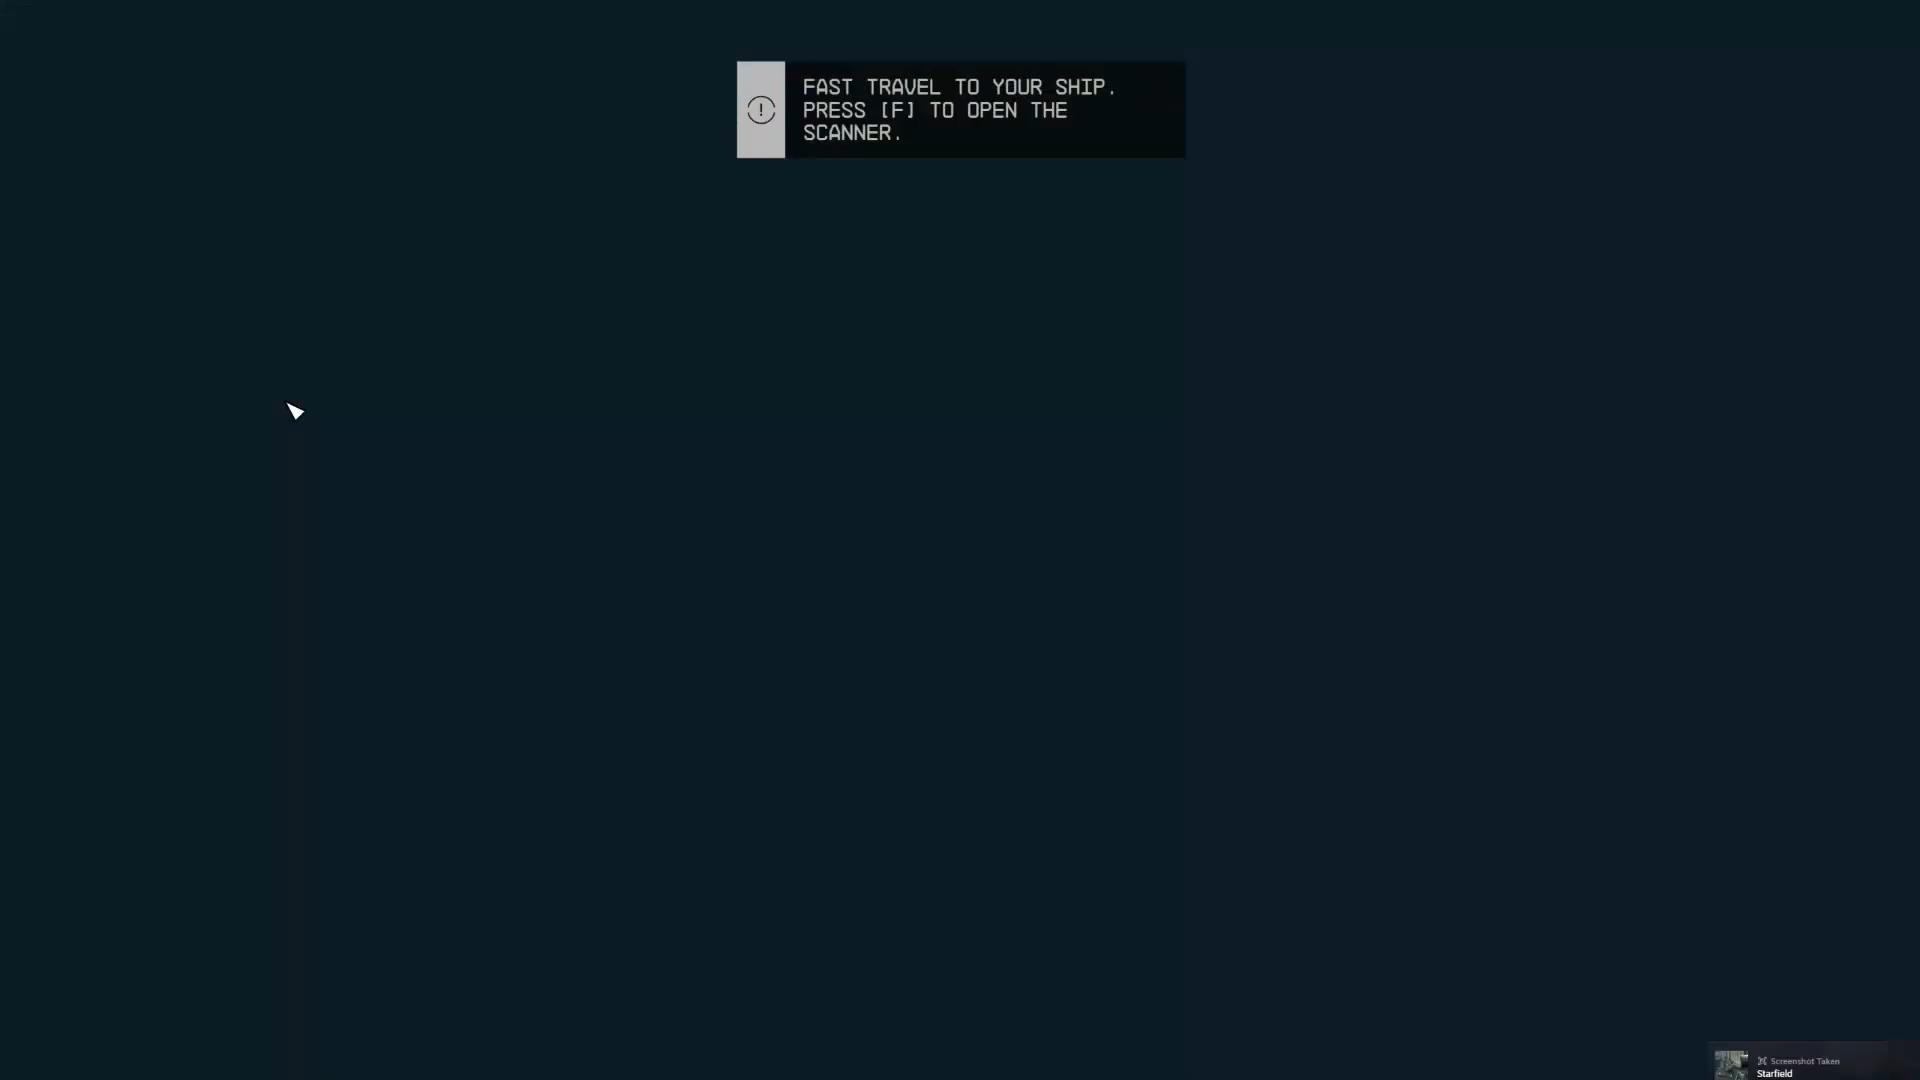 FAST TRAVEL TO YOUR SHIP.
PRESS [F] TO OPEN THE
SCANNER.
Screenshot Taken
Starfield